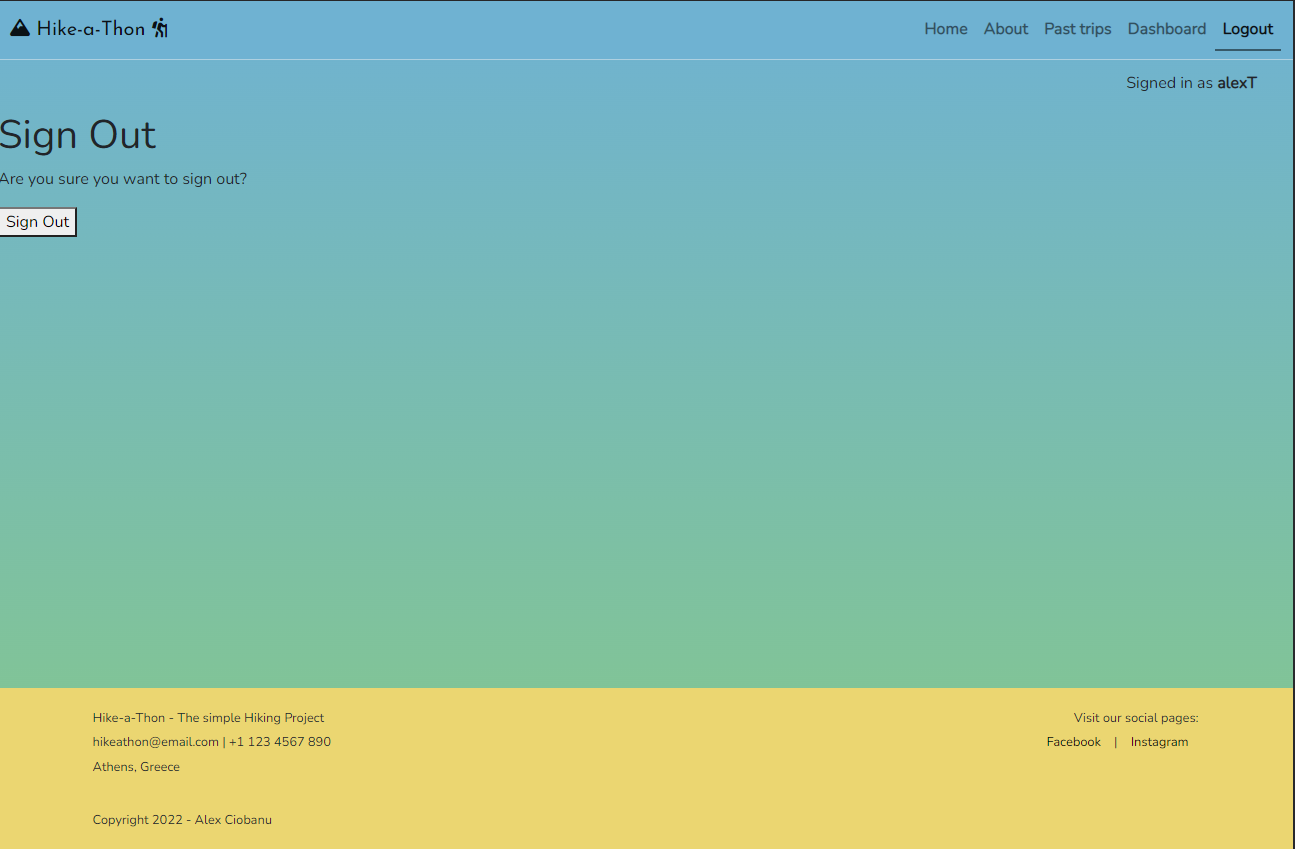 Hike-a-Thon
Home About Past trips Dashboard Logout
Signed in as alexT
Sign Out
Are you sure you want to sign out?
Sign Out
Hike-a-Thon - The simple Hiking Project
hikeathon@email.com | +1 123 4567 890
Athens, Greece
Copyright 2022 - Alex Ciobanu
Visit our social pages:
Facebook | Instagram